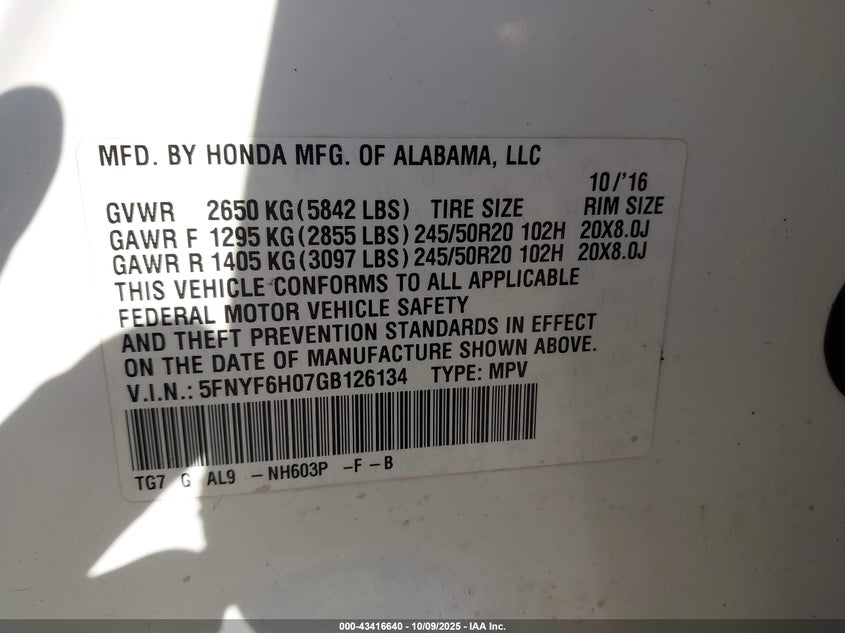 MFD. BY HONDA MFG. OF ALABAMA, LLC
10/'16
GVWR 2650 KG(5842 LBS) TIRE SIZE RIM SIZE
GAWR F 1295 KG(2855 LBS) 245/50R20 102H 20X8.0J
GAWR R 1405 KG(3097 LBS) 245/50R20 102H 20X8.0J
THIS VEHICLE CONFORMS TO ALL APPLICABLE
FEDERAL MOTOR VEHICLE SAFETY
AND THEFT PREVENTION STANDARDS IN EFFECT
ON THE DATE OF MANUFACTURE SHOWN ABOVE.
V.I.N.: 5FNYF6H07GB126134 TYPE: MPV
TG7 G AL9 -NH603P -F-B
000-43416640 - 10/09/2025 - IAA Inc.